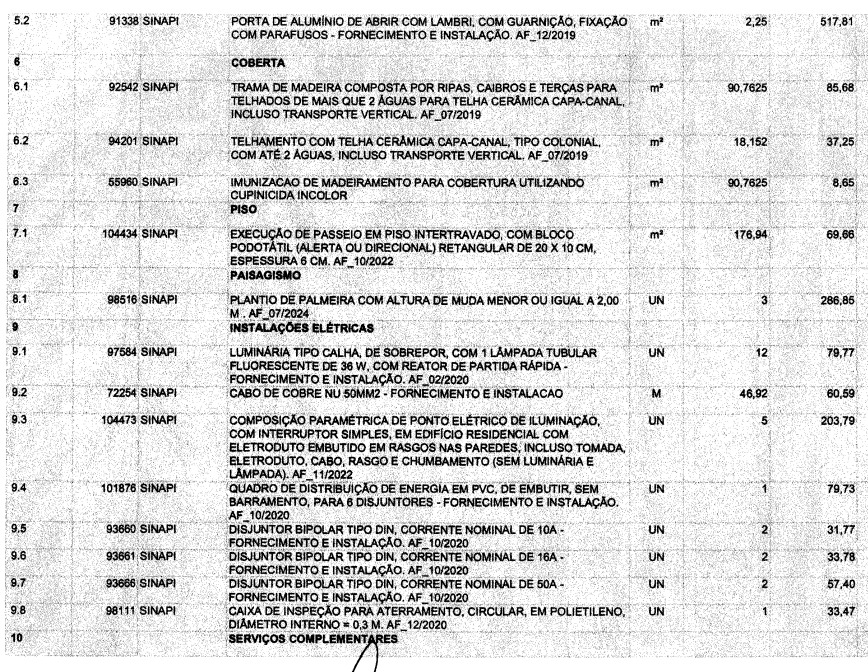 5.2 91338 SINAPI PORTA DE ALUMÍNIO DE ABRIR COM LAMBRI, COM GUARNIÇÃO, FIXAÇÃO m² 2,25 517,81
COM PARAFUSOS - FORNECIMENTO E INSTALAÇÃO. AF_12/2019
6 COBERTA
6.1 92542 SINAPI TRAMA DE MADEIRA COMPOSTA POR RIPAS, CAIBROS E TERÇAS PARA m² 90,7625 85,68
TELHADOS DE MAIS QUE 2 ÁGUAS PARA TELHA CERÂMICA CAPA-CANAL,
INCLUSO TRANSPORTE VERTICAL. AF_07/2019
6.2 94201 SINAPI TELHAMENTO COM TELHA CERÂMICA CAPA-CANAL, TIPO COLONIAL, m² 18,152 37,25
COM ATÉ 2 ÁGUAS, INCLUSO TRANSPORTE VERTICAL. AF_07/2019
6.3 55960 SINAPI IMUNIZACAO DE MADEIRAMENTO PARA COBERTURA UTILIZANDO m² 90,7625 8,65
CUPINICIDA INCOLOR
7 PISO
7.1 104434 SINAPI EXECUÇÃO DE PASSEIO EM PISO INTERTRAVADO, COM BLOCO m² 176,94 69,66
PODOTÁTIL (ALERTA OU DIRECIONAL) RETANGULAR DE 20 X 10 CM,
ESPESSURA 6 CM. AF_10/2022
8 PAISAGISMO
8.1 98516 SINAPI PLANTIO DE PALMEIRA COM ALTURA DE MUDA MENOR OU IGUAL A 2,00 UN 3 286,85
M . AF_07/2024
9 INSTALAÇÕES ELÉTRICAS
9.1 97584 SINAPI LUMINÁRIA TIPO CALHA, DE SOBREPOR, COM 1 LÂMPADA TUBULAR UN 12 79,77
FLUORESCENTE DE 36 W, COM REATOR DE PARTIDA RÁPIDA -
FORNECIMENTO E INSTALAÇÃO. AF_02/2020
9.2 72254 SINAPI CABO DE COBRE NU 50MM2 - FORNECIMENTO E INSTALACAO M 46,92 60,59
9.3 104473 SINAPI COMPOSIÇÃO PARAMÉTRICA DE PONTO ELÉTRICO DE ILUMINAÇÃO, UN 5 203,79
COM INTERRUPTOR SIMPLES, EM EDIFÍCIO RESIDENCIAL COM
ELETRODUTO EMBUTIDO EM RASGOS NAS PAREDES, INCLUSO TOMADA,
ELETRODUTO, CABO, RASGO E CHUMBAMENTO (SEM LUMINÁRIA E
LÂMPADA). AF_11/2022
9.4 101876 SINAPI QUADRO DE DISTRIBUIÇÃO DE ENERGIA EM PVC, DE EMBUTIR, SEM UN 1 79,73
BARRAMENTO, PARA 6 DISJUNTORES - FORNECIMENTO E INSTALAÇÃO.
AF_10/2020
9.5 93660 SINAPI DISJUNTOR BIPOLAR TIPO DIN, CORRENTE NOMINAL DE 10A - UN 2 31,77
FORNECIMENTO E INSTALAÇÃO. AF_10/2020
9.6 93661 SINAPI DISJUNTOR BIPOLAR TIPO DIN, CORRENTE NOMINAL DE 16A - UN 2 33,78
FORNECIMENTO E INSTALAÇÃO. AF_10/2020
9.7 93666 SINAPI DISJUNTOR BIPOLAR TIPO DIN, CORRENTE NOMINAL DE 50A - UN 2 57,40
FORNECIMENTO E INSTALAÇÃO. AF_10/2020
9.8 98111 SINAPI CAIXA DE INSPEÇÃO PARA ATERRAMENTO, CIRCULAR, EM POLIETILENO, UN 1 33,47
DIÂMETRO INTERNO = 0,3 M. AF_12/2020
10 SERVIÇOS COMPLEMENTARES